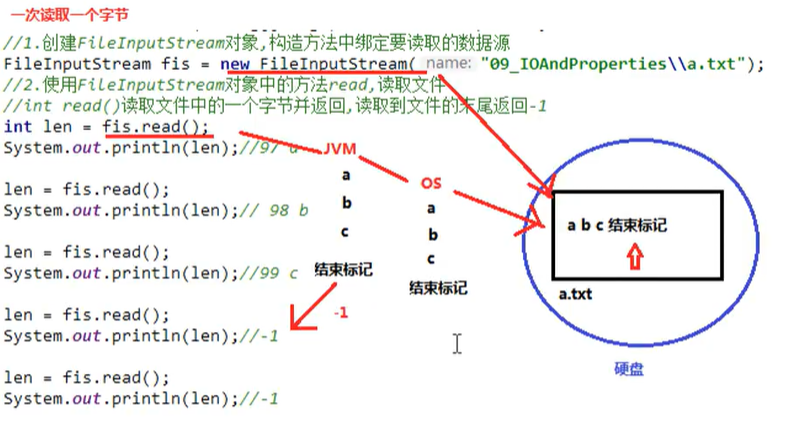 一次读取一个字节
//1.创建FileInputStream对象,构造方法中绑定要读取的数据源
FileInputStream fis = new FileInputStream( name: "09_IOAndProperties\\a.txt");
//2.使用FileInputStream对象中的方法read,读取文件
//int read()读取文件中的一个字节并返回,读取到文件的末尾返回-1
int len = fis.read();
System.out.println(len);//97 a
len = fis.read();
System.out.println(len);// 98 b
len = fis.read();
System.out.println(len);//99 c
len = fis.read();
System.out.println(len);//-1
len = fis.read();
System.out.println(len);//-1
JVM
a
b
c
结束标记
-1
OS
a
b
c
结束标记
a b c 结束标记
a.txt
硬盘